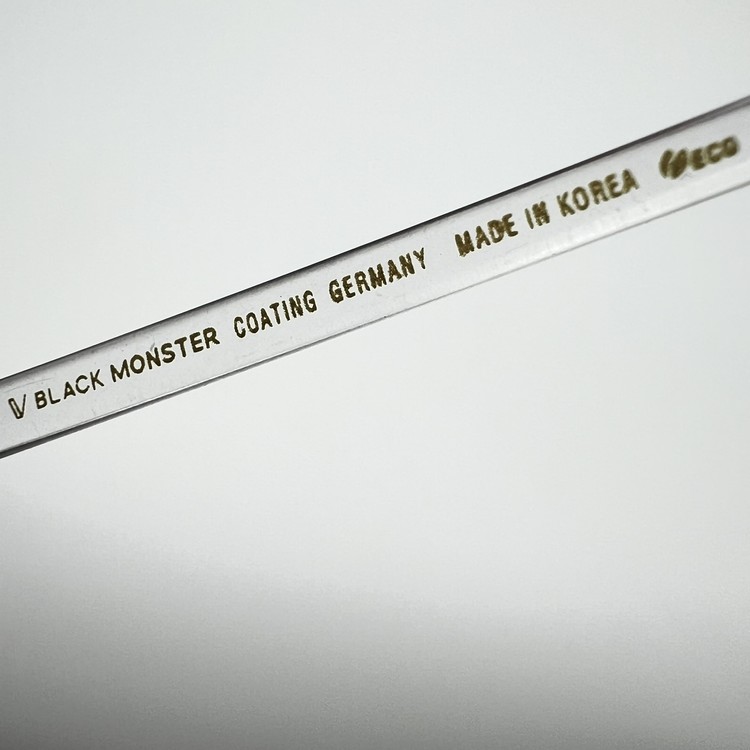 V BLACK MONSTER COATING GERMANY MADE IN KOREA ECO